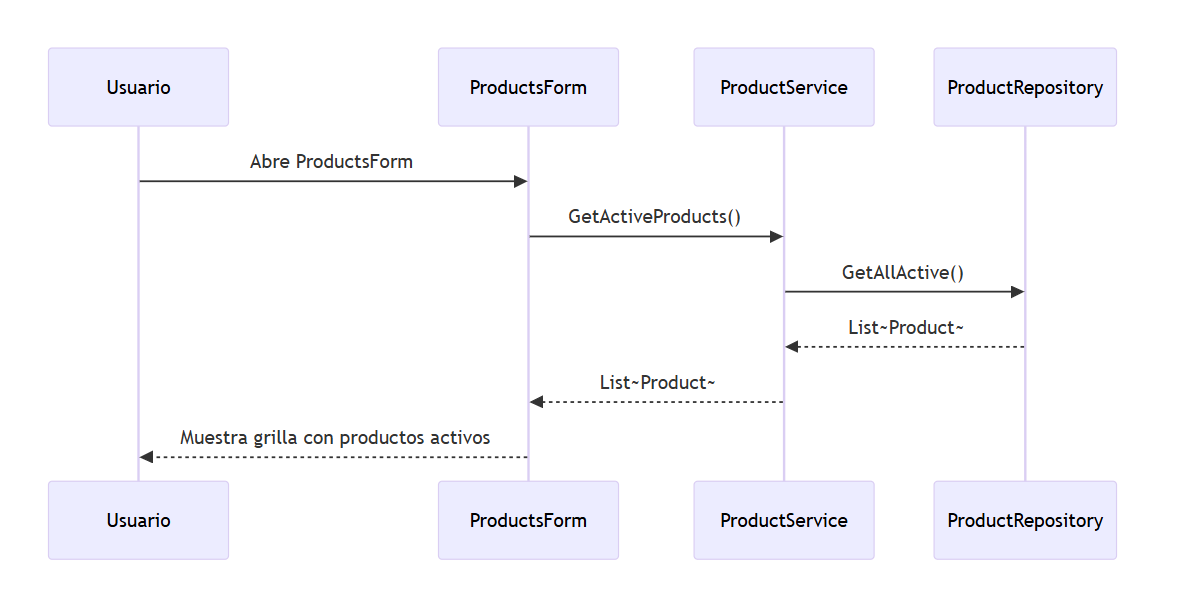 Usuario
ProductsForm
ProductService
ProductRepository
Abre ProductsForm
GetActiveProducts()
GetAllActive()
List~Product~
List~Product~
Muestra grilla con productos activos
Usuario
ProductsForm
ProductService
ProductRepository